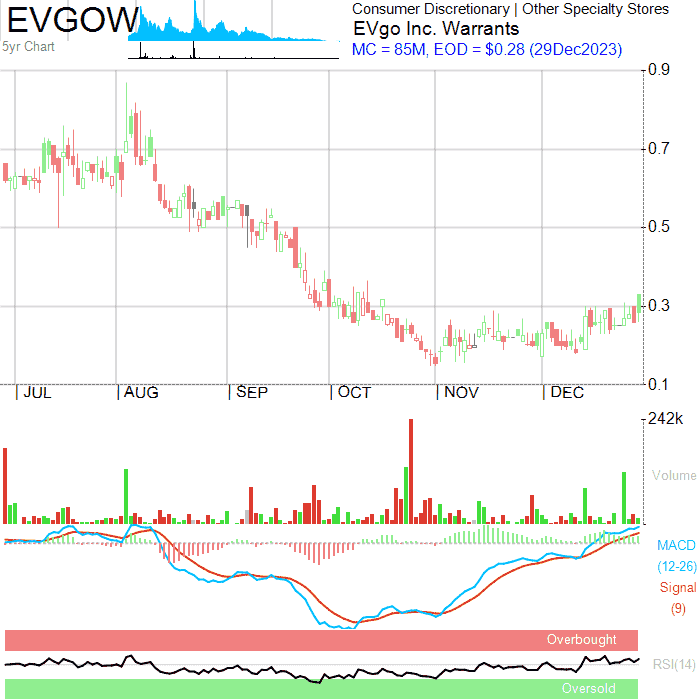 EVGOW
5yr Chart
Consumer Discretionary | Other Specialty Stores
EVgo Inc. Warrants
MC = 85M, EOD = $0.28 (29Dec2023)
0.9
0.7
0.5
0.3
0.1
JUL
AUG
SEP
OCT
NOV
DEC
242k
Volume
MACD
(12-26)
Signal
(9)
Overbought
RSI(14)
Oversold